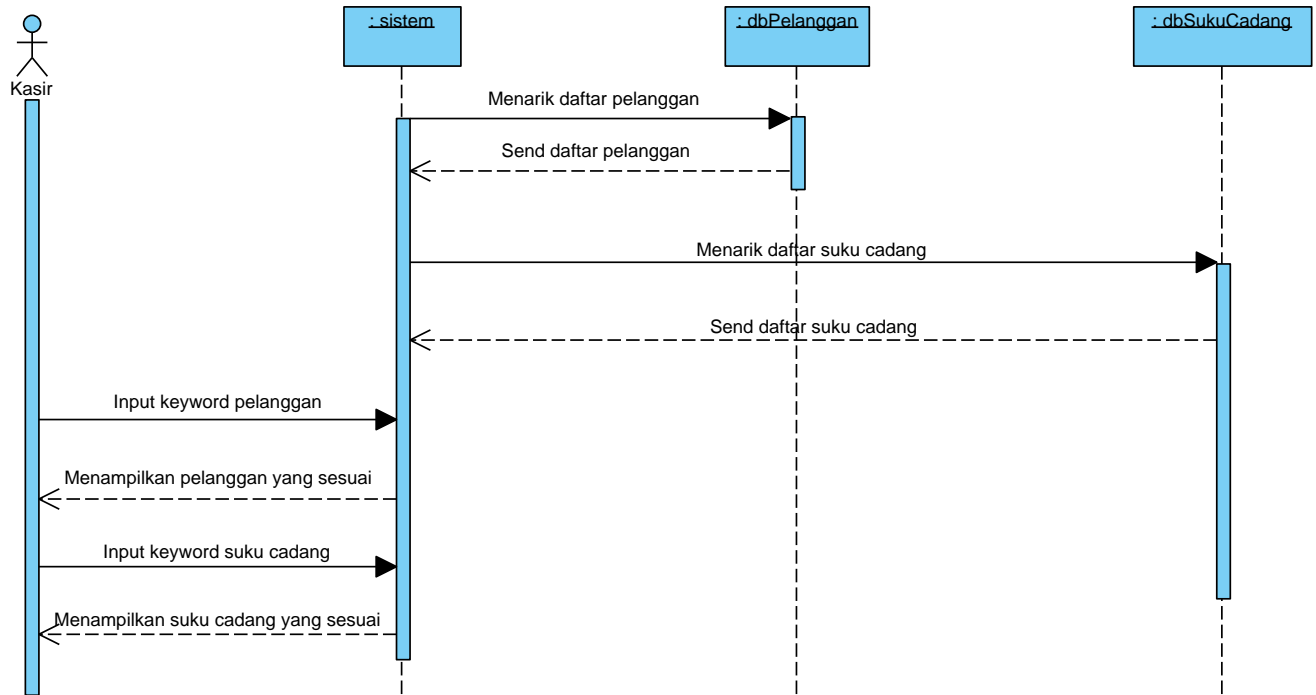 : sistem
: dbPelanggan
: dbSukuCadang
Kasir
Menarik daftar pelanggan
Send daftar pelanggan
Menarik daftar suku cadang
Send daftar suku cadang
Input keyword pelanggan
Menampilkan pelanggan yang sesuai
Input keyword suku cadang
Menampilkan suku cadang yang sesuai